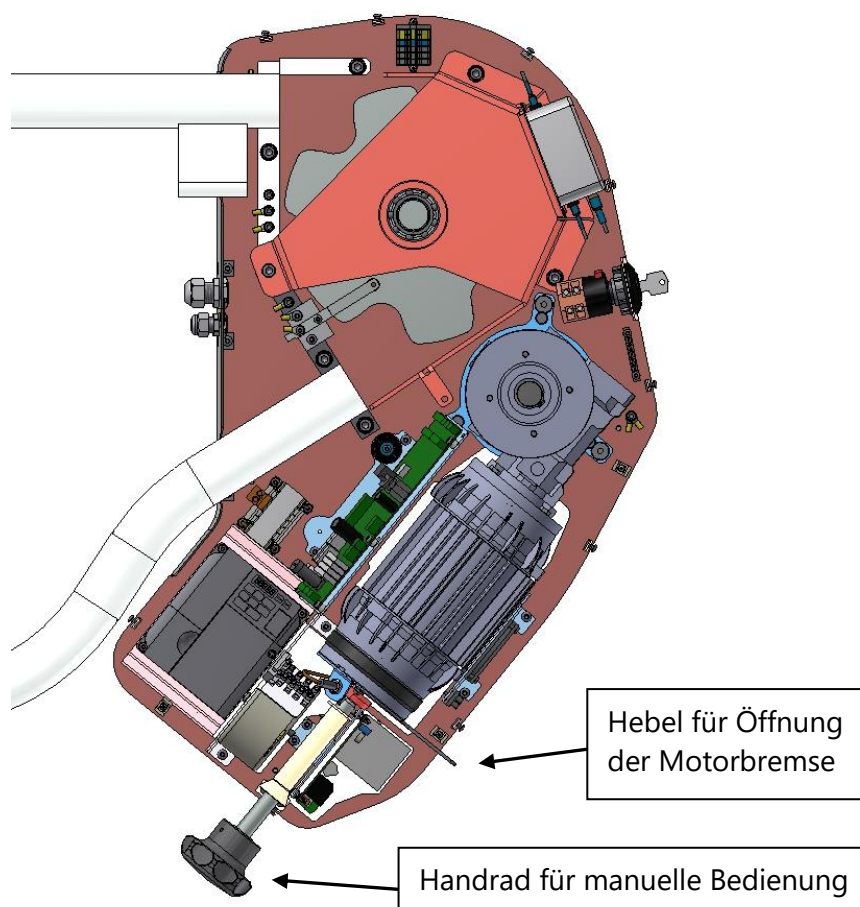 Hebel für Öffnung
der Motorbremse
Handrad für manuelle Bedienung